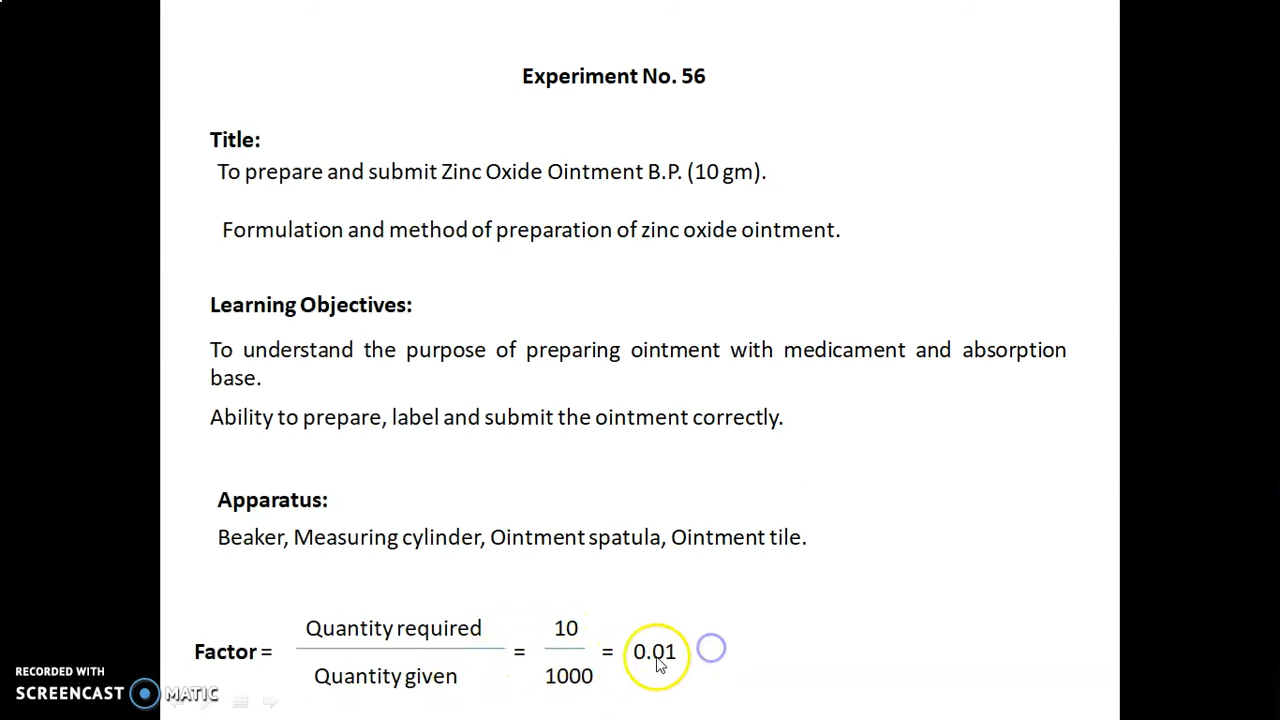 Experiment No. 56
Title:
To prepare and submit Zinc Oxide Ointment B.P. (10 gm).
Formulation and method of preparation of zinc oxide ointment.
Learning Objectives:
To understand the purpose of preparing ointment with medicament and absorption
base.
Ability to prepare, label and submit the ointment correctly.
Apparatus:
Beaker, Measuring cylinder, Ointment spatula, Ointment tile.
Quantity required 10
Factor = = = 0.01
Quantity given 1000
RECORDED WITH
SCREENCAST MATIC